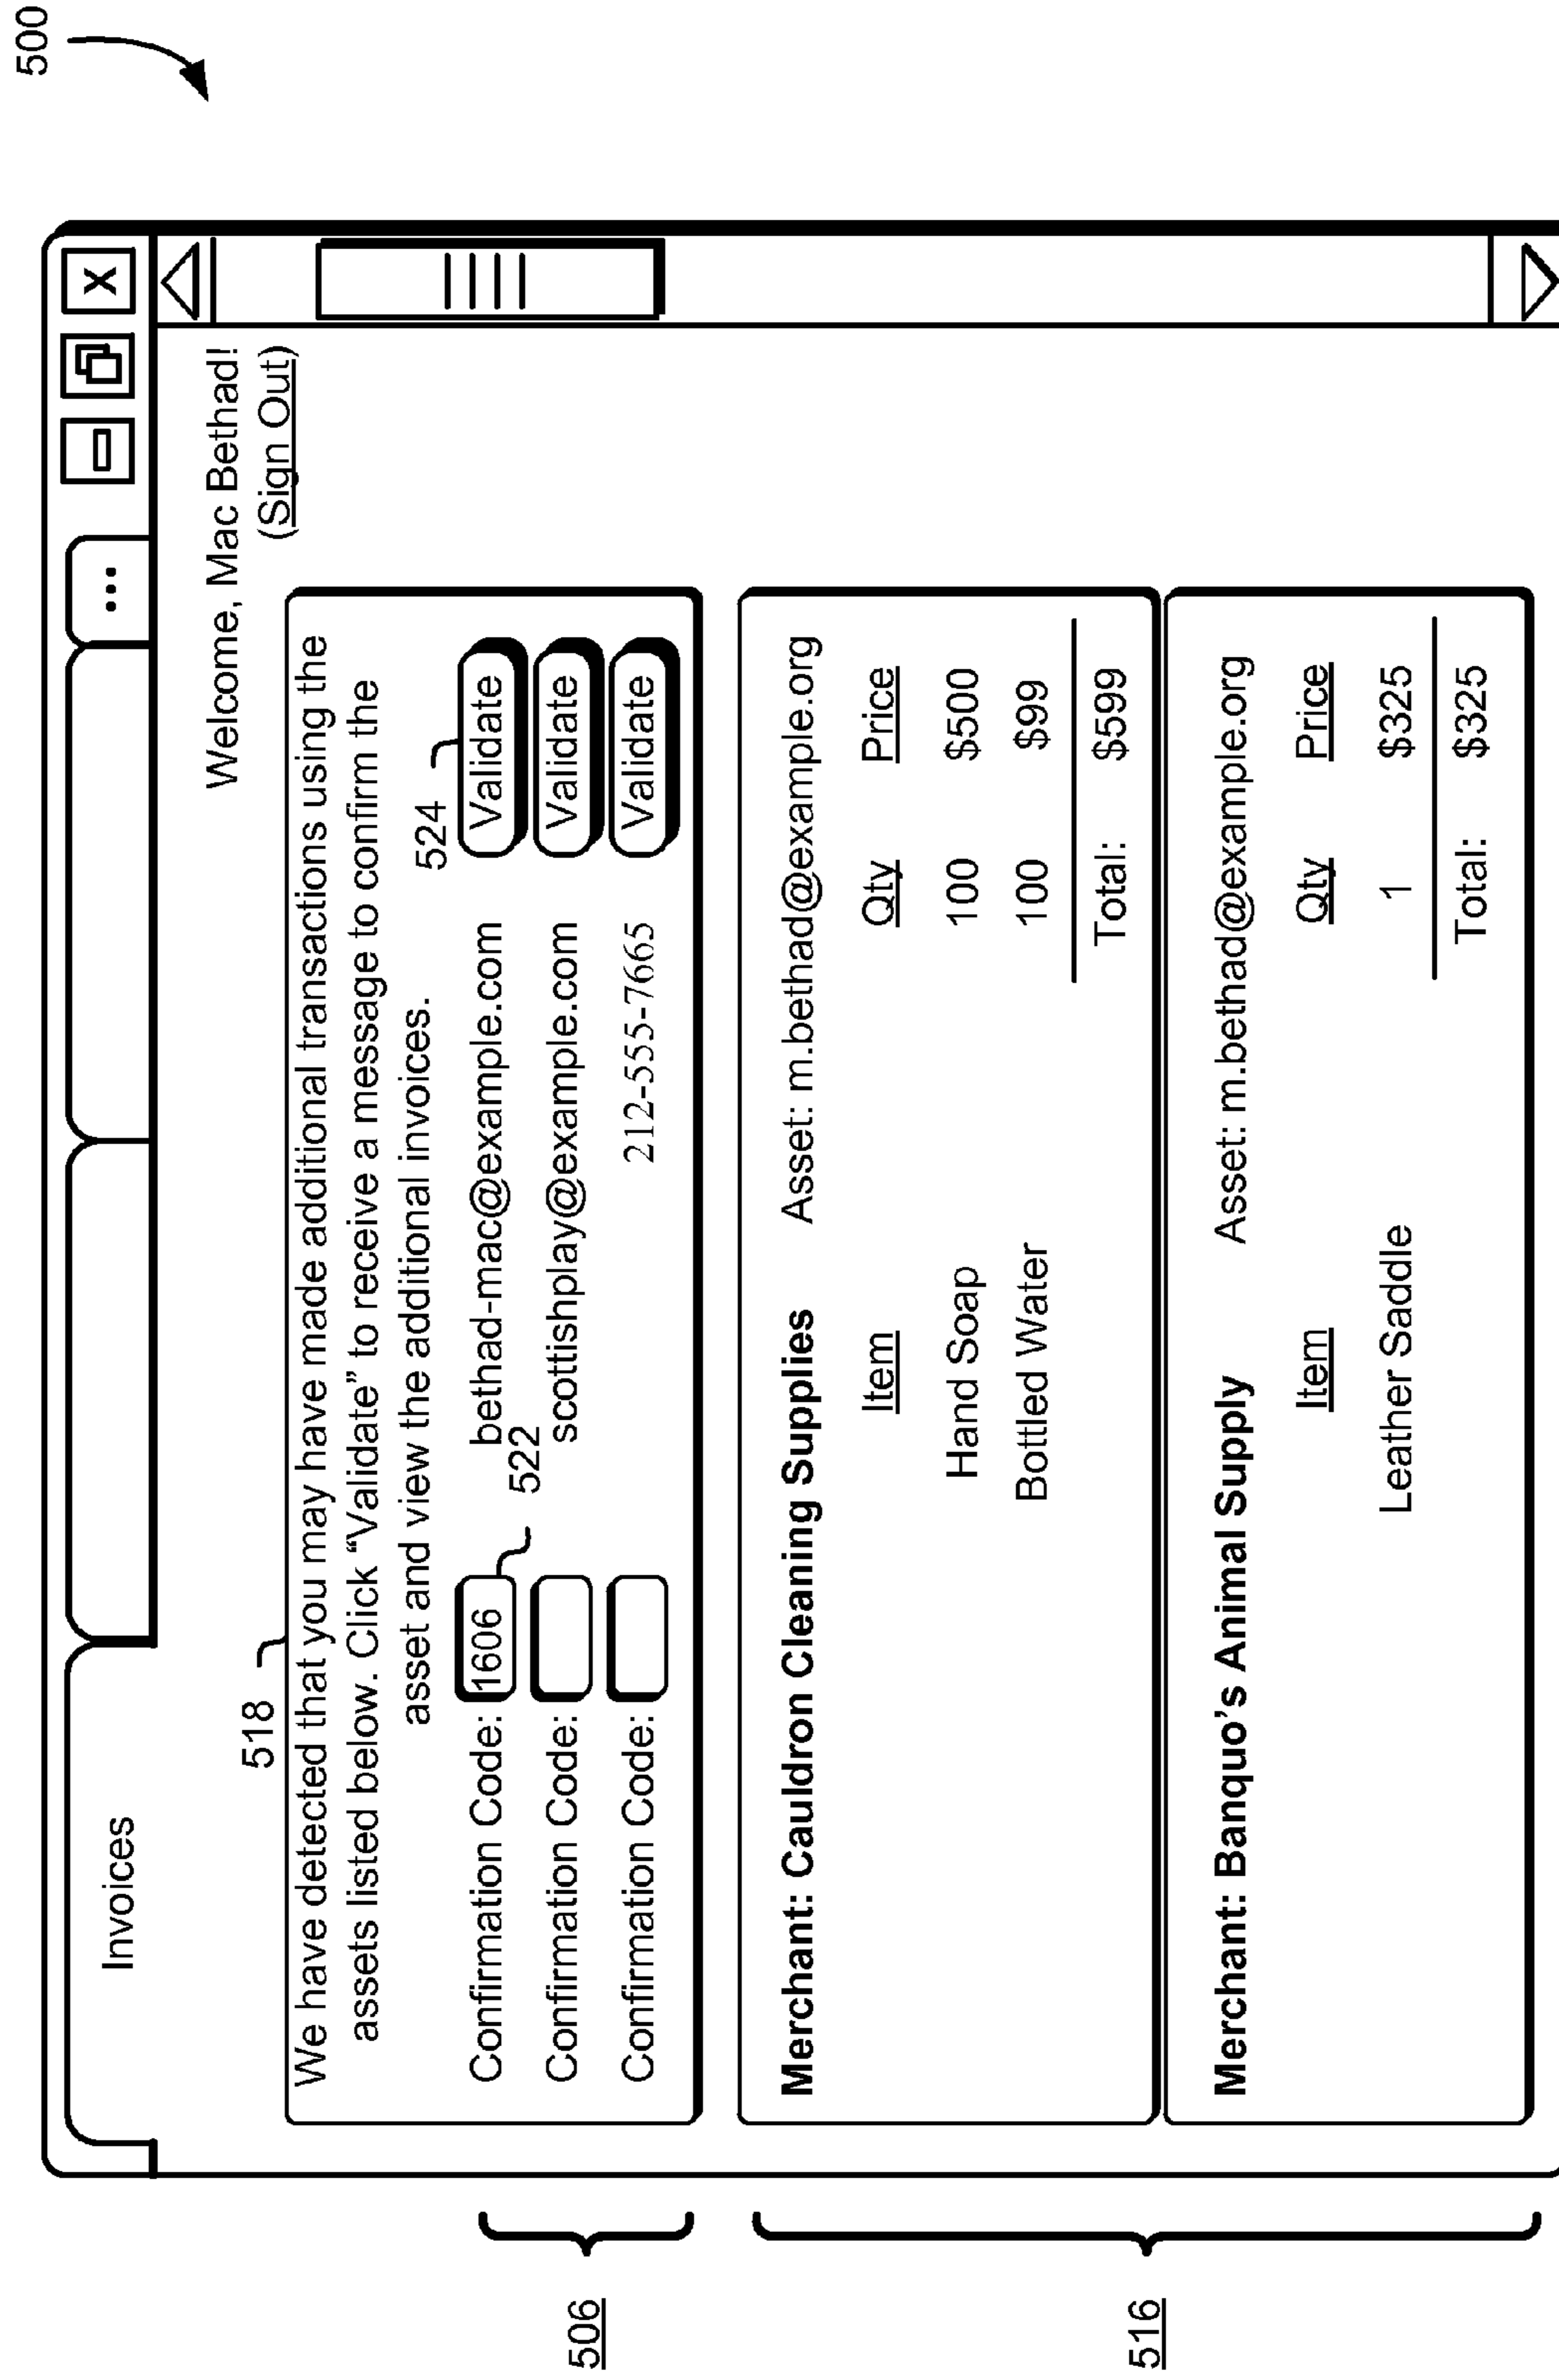 500
Invoices
...
X
Welcome, Mac Bethad!
(Sign Out)
518
We have detected that you may have made additional transactions using the
assets listed below. Click “Validate” to receive a message to confirm the
asset and view the additional invoices.
524
Confirmation Code: 1606 bethad-mac@example.com Validate
522
Confirmation Code: scottishplay@example.com Validate
Confirmation Code: 212-555-7665 Validate
506
Merchant: Cauldron Cleaning Supplies Asset: m.bethad@example.org
Item Qty Price
Hand Soap 100 $500
Bottled Water 100 $99
Total: $599
516
Merchant: Banquo’s Animal Supply Asset: m.bethad@example.org
Item Qty Price
Leather Saddle 1 $325
Total: $325